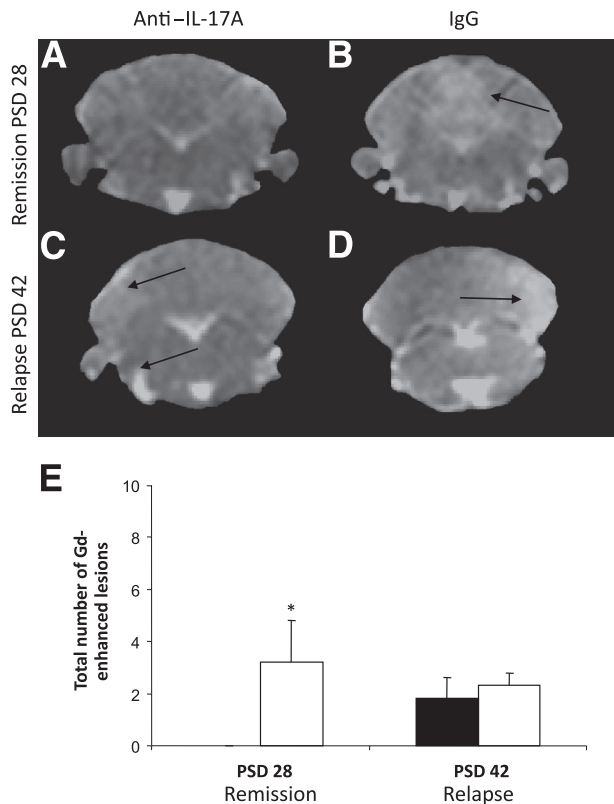 Anti–IL-17A
IgG
Remission PSD 28
A
B
Relapse PSD 42
C
D
E
Total number of Gd-
enhanced lesions
10
8
6
4
2
0
*
PSD 28
Remission
PSD 42
Relapse